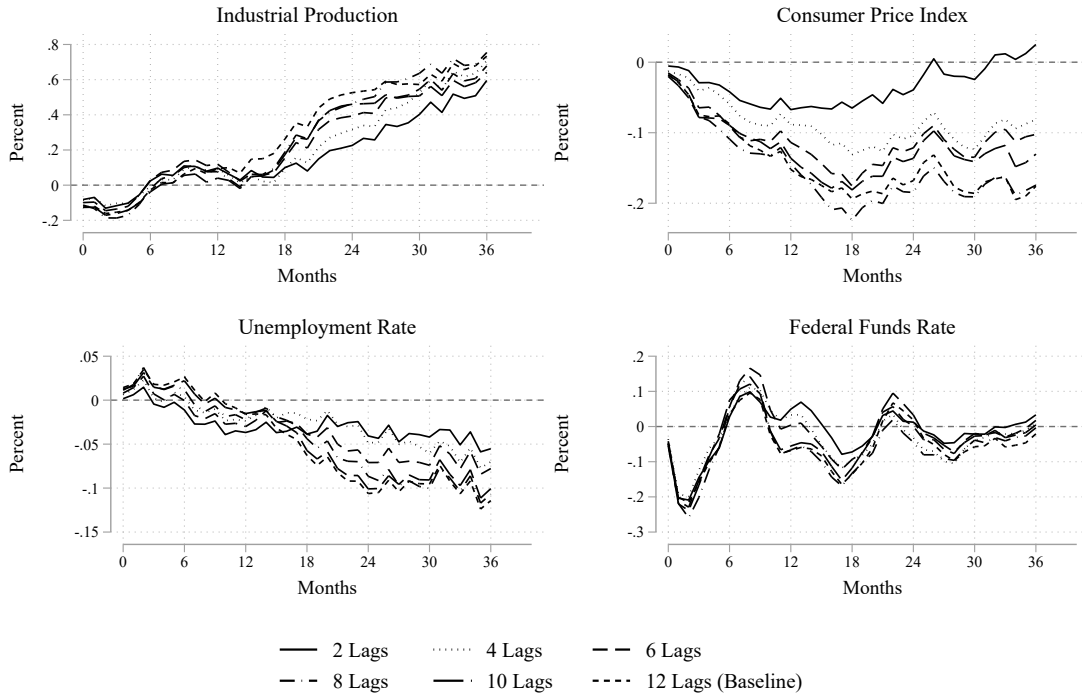 Industrial Production
Consumer Price Index
Percent
.8
.6
.4
.2
0
-.2
0 6 12 18 24 30 36
Months
Percent
0
-.1
-.2
0 6 12 18 24 30 36
Months
Unemployment Rate
Federal Funds Rate
Percent
.05
0
-.05
-.1
-.15
0 6 12 18 24 30 36
Months
Percent
.2
.1
0
-.1
-.2
-.3
0 6 12 18 24 30 36
Months
2 Lags 4 Lags 6 Lags
8 Lags 10 Lags 12 Lags (Baseline)